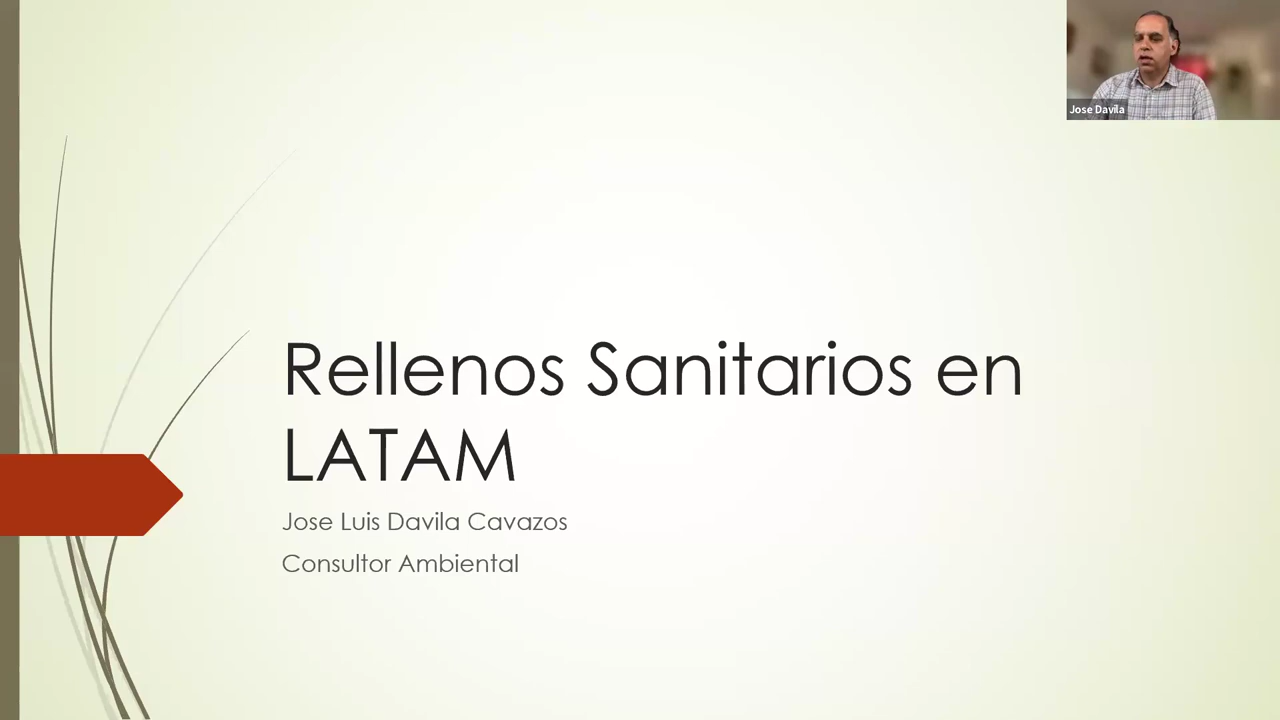 Jose Davila
Rellenos Sanitarios en
LATAM
Jose Luis Davila Cavazos
Consultor Ambiental